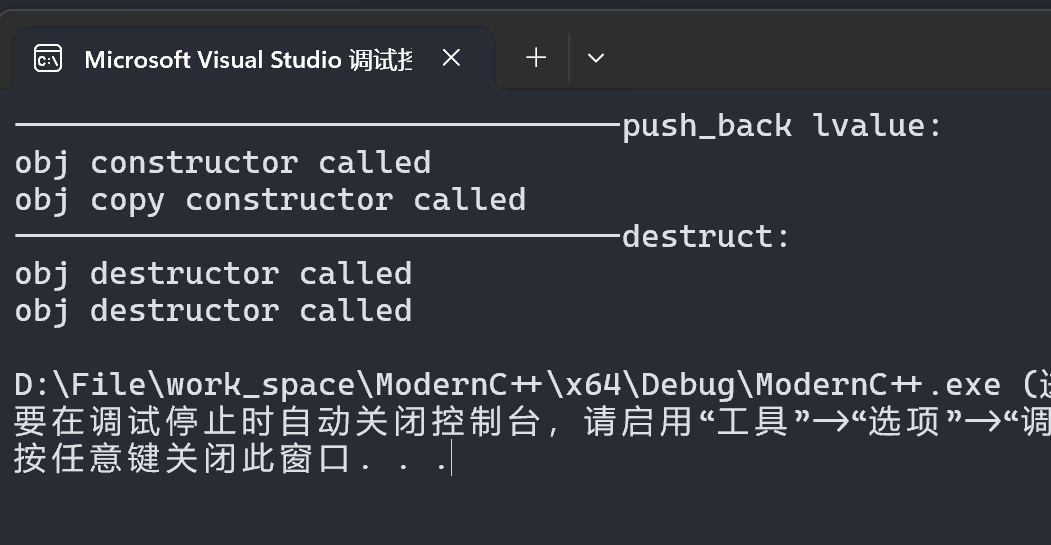 Microsoft Visual Studio 调试
————————————————push_back lvalue:
obj constructor called
obj copy constructor called
————————————————destruct:
obj destructor called
obj destructor called
D:\File\work_space\ModernC++\x64\Debug\ModernC++.exe (
要在调试停止时自动关闭控制台，请启用“工具”->“选项”->“调
按任意键关闭此窗口. . .